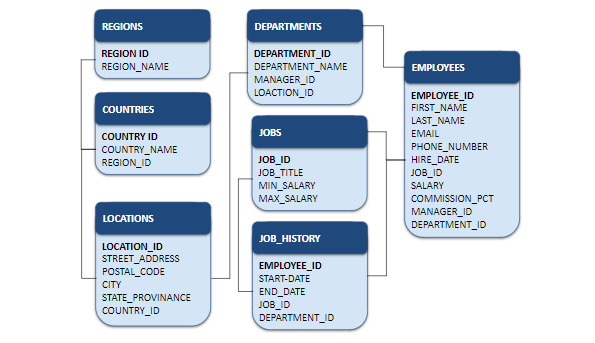 REGIONS
REGION ID
REGION_NAME
COUNTRIES
COUNTRY ID
COUNTRY_NAME
REGION_ID
LOCATIONS
LOCATION_ID
STREET_ADDRESS
POSTAL_CODE
CITY
STATE_PROVINANCE
COUNTRY_ID
DEPARTMENTS
DEPARTMENT_ID
DEPARTMENT_NAME
MANAGER_ID
LOACTION_ID
JOBS
JOB_ID
JOB_TITLE
MIN_SALARY
MAX_SALARY
JOB_HISTORY
EMPLOYEE_ID
START-DATE
END_DATE
JOB_ID
DEPARTMENT_ID
EMPLOYEES
EMPLOYEE_ID
FIRST_NAME
LAST_NAME
EMAIL
PHONE_NUMBER
HIRE_DATE
JOB_ID
SALARY
COMMISSION_PCT
MANAGER_ID
DEPARTMENT_ID